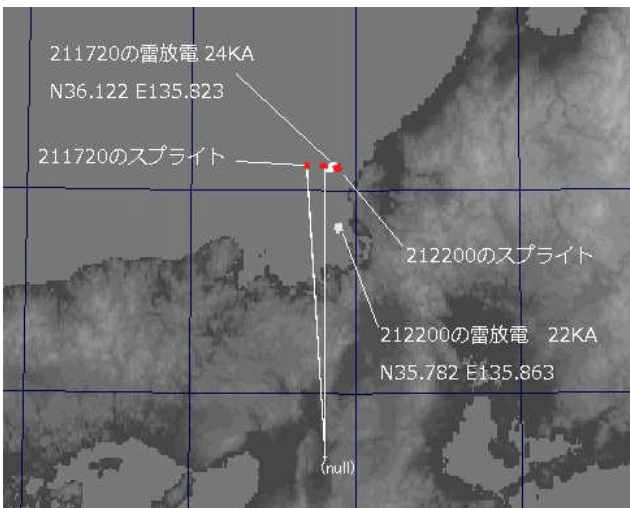 211720の雷放電 24KA
N36.122 E135.823
211720のスプライト
212200のスプライト
212200の雷放電　22KA
N35.782 E135.863
(null)